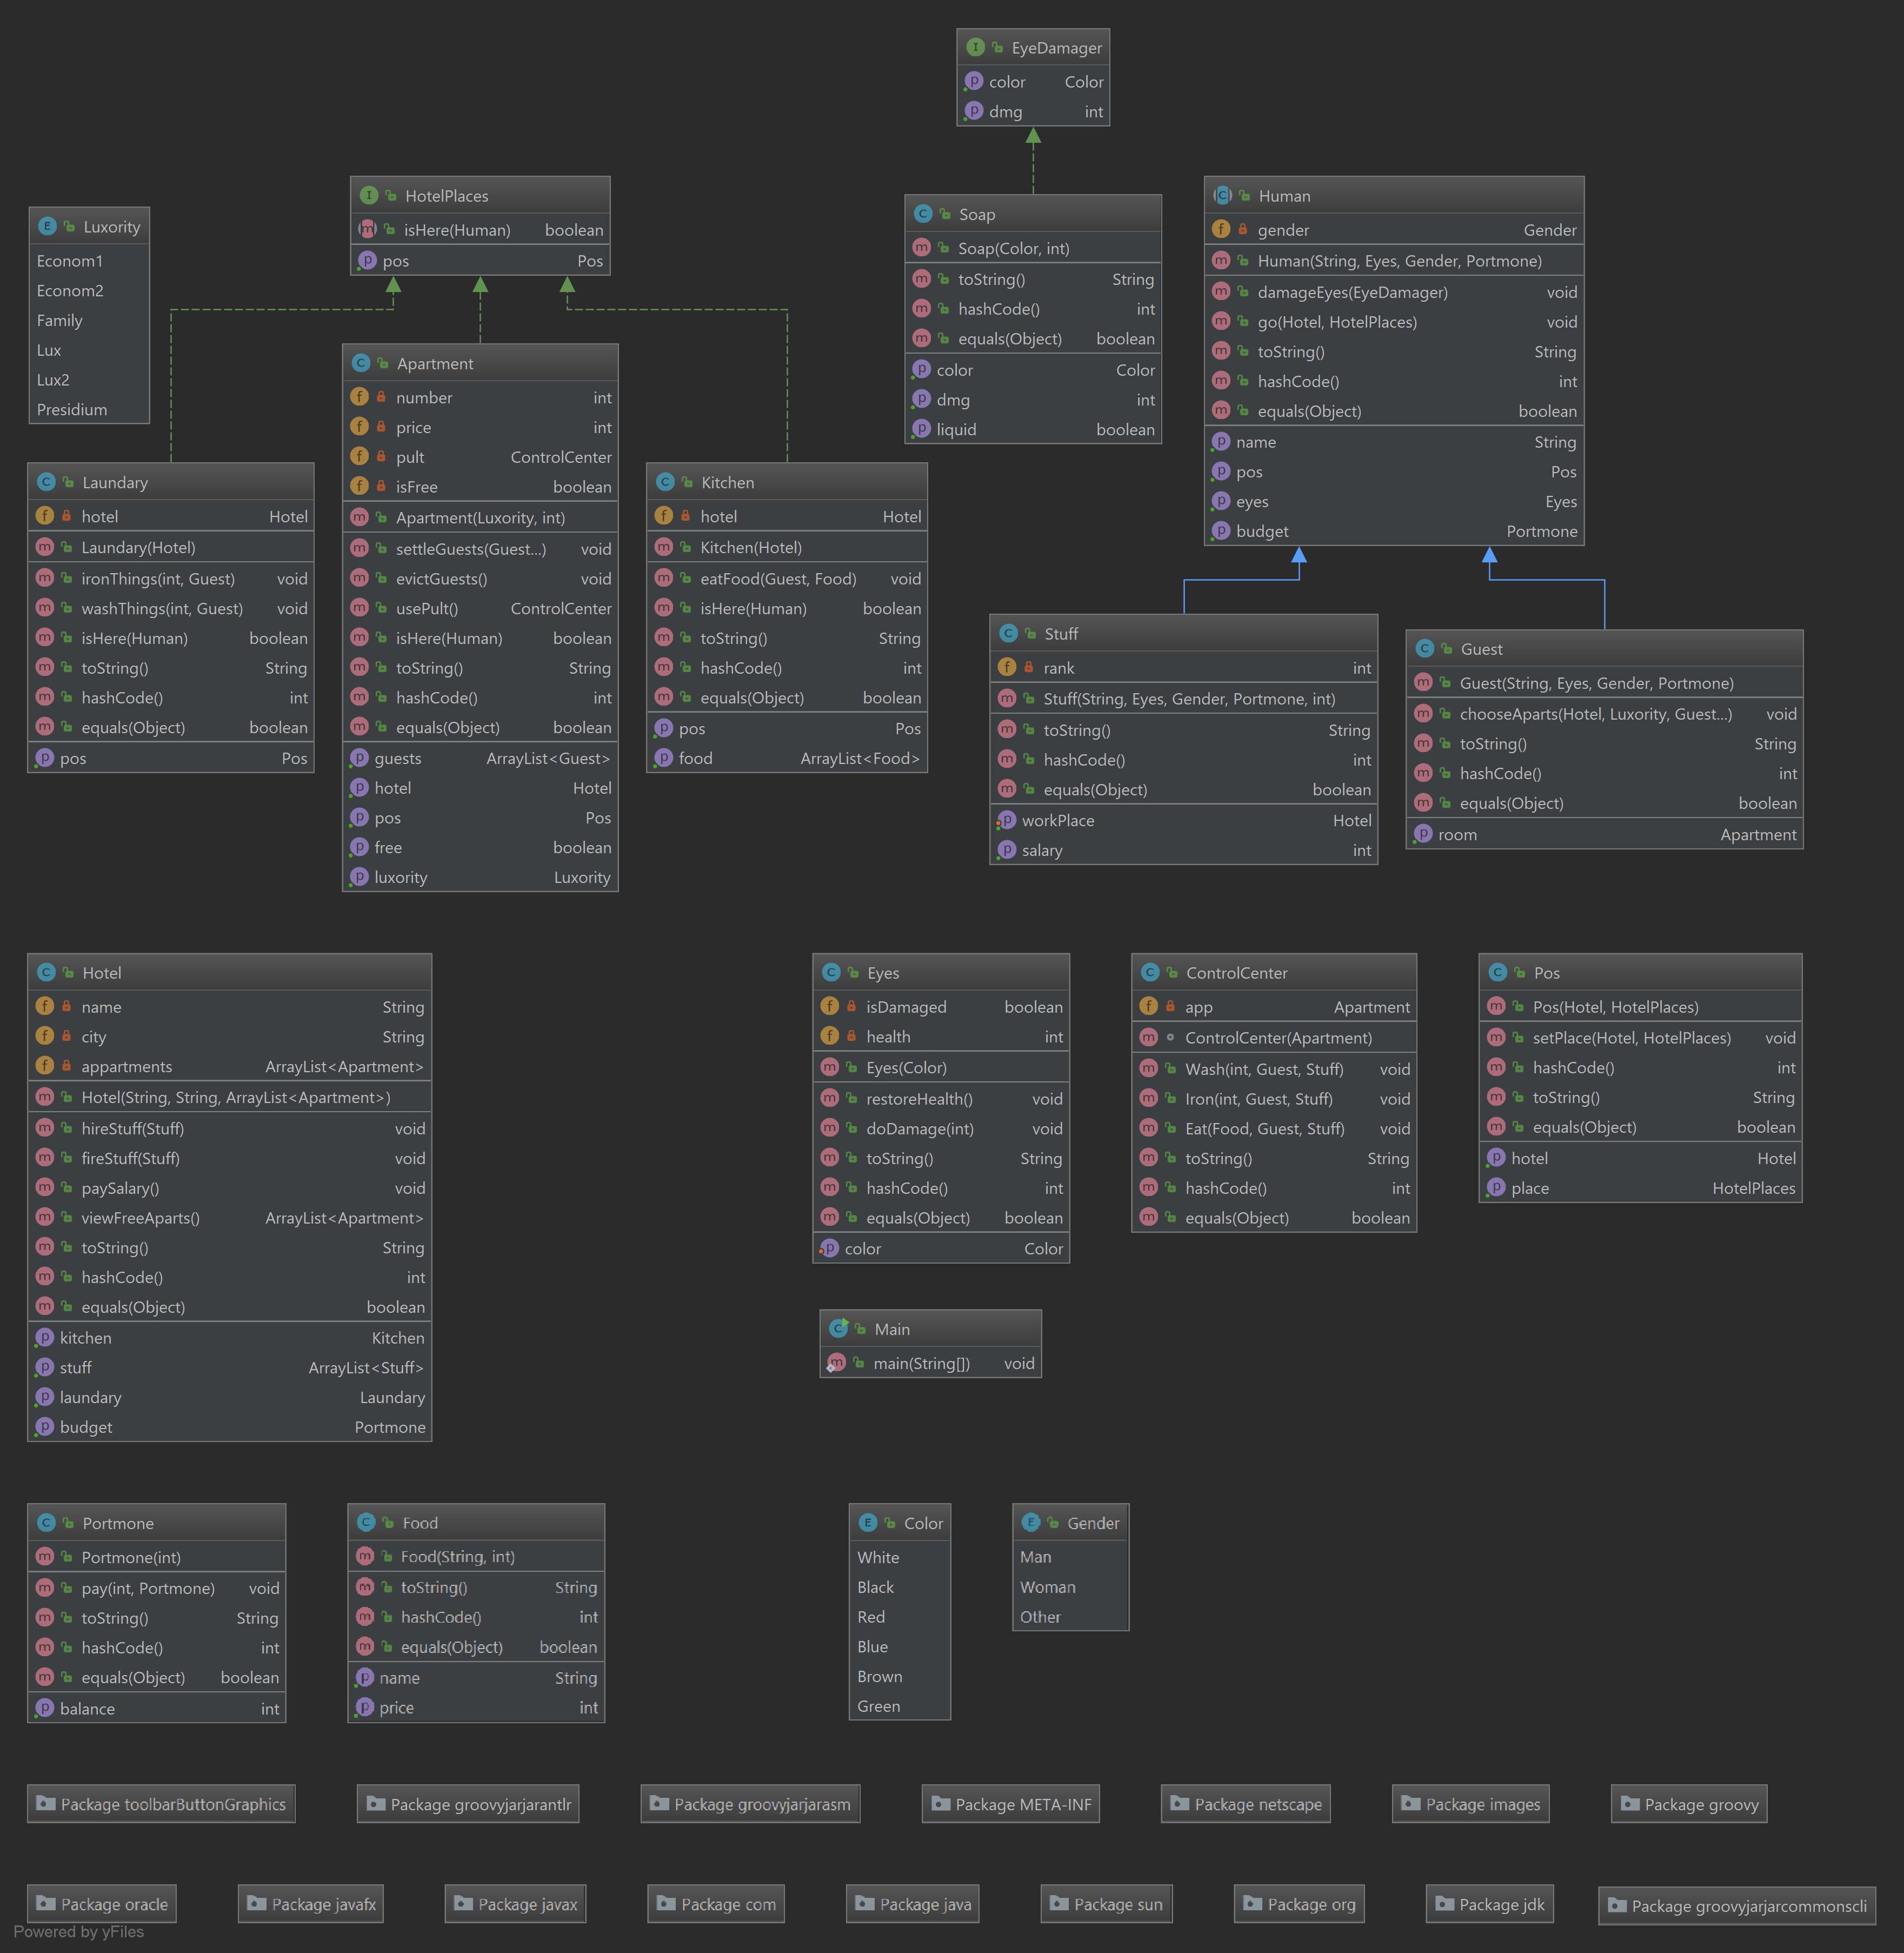 EyeDamager
color Color
dmg int
HotelPlaces
isHere(Human) boolean
pos Pos
Luxority
Econom1
Econom2
Family
Lux
Lux2
Presidium
Soap
Soap(Color, int)
toString() String
hashCode() int
equals(Object) boolean
color Color
dmg int
liquid boolean
Human
gender Gender
Human(String, Eyes, Gender, Portmone)
damageEyes(EyeDamager) void
go(Hotel, HotelPlaces) void
toString() String
hashCode() int
equals(Object) boolean
name String
pos Pos
eyes Eyes
budget Portmone
Laundary
hotel Hotel
Laundary(Hotel)
ironThings(int, Guest) void
washThings(int, Guest) void
isHere(Human) boolean
toString() String
hashCode() int
equals(Object) boolean
pos Pos
Apartment
number int
price int
pult ControlCenter
isFree boolean
Apartment(Luxority, int)
settleGuests(Guest...) void
evictGuests() void
usePult() ControlCenter
isHere(Human) boolean
toString() String
hashCode() int
equals(Object) boolean
guests ArrayList<Guest>
hotel Hotel
pos Pos
free boolean
luxority Luxority
Kitchen
hotel Hotel
Kitchen(Hotel)
eatFood(Guest, Food) void
isHere(Human) boolean
toString() String
hashCode() int
equals(Object) boolean
pos Pos
food ArrayList<Food>
Stuff
rank int
Stuff(String, Eyes, Gender, Portmone, int)
toString() String
hashCode() int
equals(Object) boolean
workPlace Hotel
salary int
Guest
Guest(String, Eyes, Gender, Portmone)
chooseAparts(Hotel, Luxority, Guest...) void
toString() String
hashCode() int
equals(Object) boolean
room Apartment
Hotel
name String
city String
appartments ArrayList<Apartment>
Hotel(String, String, ArrayList<Apartment>)
hireStuff(Stuff) void
fireStuff(Stuff) void
paySalary() void
viewFreeAparts() ArrayList<Apartment>
toString() String
hashCode() int
equals(Object) boolean
kitchen Kitchen
stuff ArrayList<Stuff>
laundary Laundary
budget Portmone
Eyes
isDamaged boolean
health int
Eyes(Color)
restoreHealth() void
doDamage(int) void
toString() String
hashCode() int
equals(Object) boolean
color Color
ControlCenter
app Apartment
ControlCenter(Apartment)
Wash(int, Guest, Stuff) void
Iron(int, Guest, Stuff) void
Eat(Food, Guest, Stuff) void
toString() String
hashCode() int
equals(Object) boolean
Pos
Pos(Hotel, HotelPlaces)
setPlace(Hotel, HotelPlaces) void
hashCode() int
toString() String
equals(Object) boolean
hotel Hotel
place HotelPlaces
Main
main(String[]) void
Portmone
Portmone(int)
pay(int, Portmone) void
toString() String
hashCode() int
equals(Object) boolean
balance int
Food
Food(String, int)
toString() String
hashCode() int
equals(Object) boolean
name String
price int
Color
White
Black
Red
Blue
Brown
Green
Gender
Man
Woman
Other
Package toolbarButtonGraphics
Package groovyjarjarantlr
Package groovyjarjarasm
Package META-INF
Package netscape
Package images
Package groovy
Package oracle
Package javafx
Package javax
Package com
Package java
Package sun
Package org
Package jdk
Package groovyjarjarcommonscli
Powered by yFiles